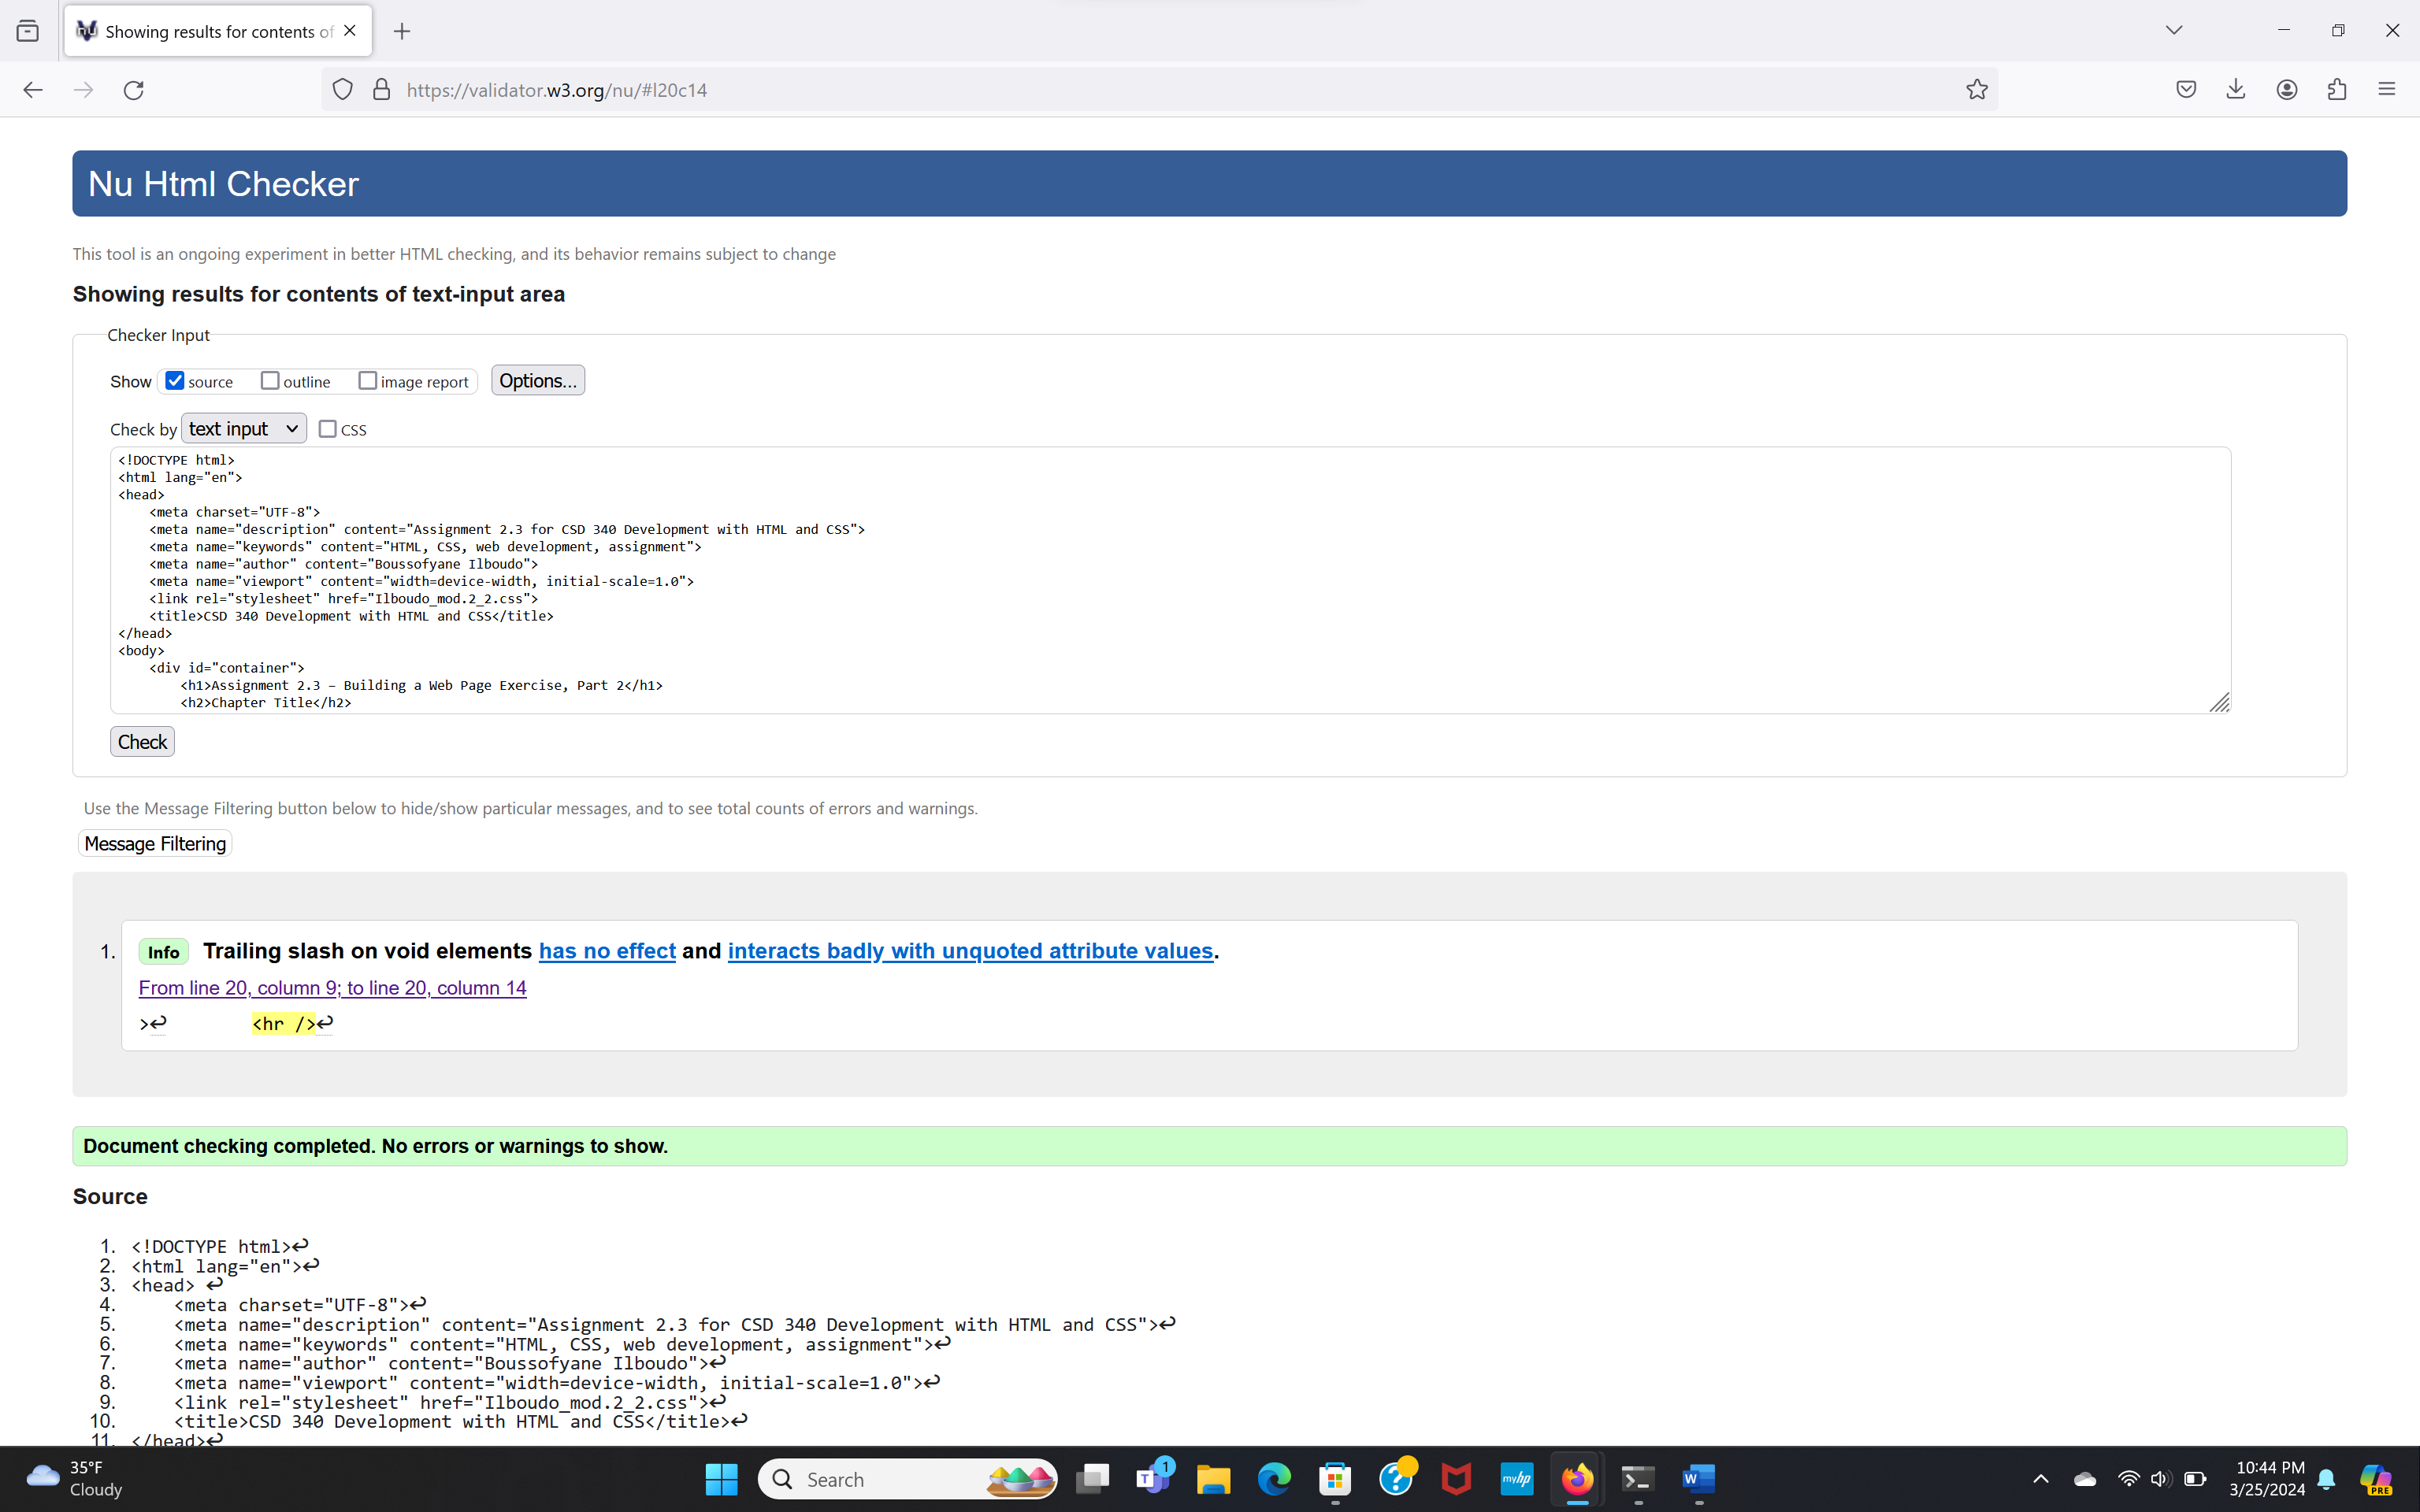 Showing results for contents of
https://validator.w3.org/nu/#l20c14
Nu Html Checker
This tool is an ongoing experiment in better HTML checking, and its behavior remains subject to change
Showing results for contents of text-input area
Checker Input
Show source outline image report Options...
Check by text input CSS
<!DOCTYPE html>
<html lang="en">
<head>
    <meta charset="UTF-8">
    <meta name="description" content="Assignment 2.3 for CSD 340 Development with HTML and CSS">
    <meta name="keywords" content="HTML, CSS, web development, assignment">
    <meta name="author" content="Boussofyane Ilboudo">
    <meta name="viewport" content="width=device-width, initial-scale=1.0">
    <link rel="stylesheet" href="Ilboudo_mod.2_2.css">
    <title>CSD 340 Development with HTML and CSS</title>
</head>
<body>
    <div id="container">
        <h1>Assignment 2.3 – Building a Web Page Exercise, Part 2</h1>
        <h2>Chapter Title</h2>
Check
Use the Message Filtering button below to hide/show particular messages, and to see total counts of errors and warnings.
Message Filtering
1. Info Trailing slash on void elements has no effect and interacts badly with unquoted attribute values.
From line 20, column 9; to line 20, column 14
>↩        <hr />↩
Document checking completed. No errors or warnings to show.
Source
1. <!DOCTYPE html>↩
2. <html lang="en">↩
3. <head> ↩
4.     <meta charset="UTF-8">↩
5.     <meta name="description" content="Assignment 2.3 for CSD 340 Development with HTML and CSS">↩
6.     <meta name="keywords" content="HTML, CSS, web development, assignment">↩
7.     <meta name="author" content="Boussofyane Ilboudo">↩
8.     <meta name="viewport" content="width=device-width, initial-scale=1.0">↩
9.     <link rel="stylesheet" href="Ilboudo_mod.2_2.css">↩
10.     <title>CSD 340 Development with HTML and CSS</title>↩
11. </head>↩
35°F
Cloudy
Search
T 1
?
myhp
W
10:44 PM
3/25/2024
PRE